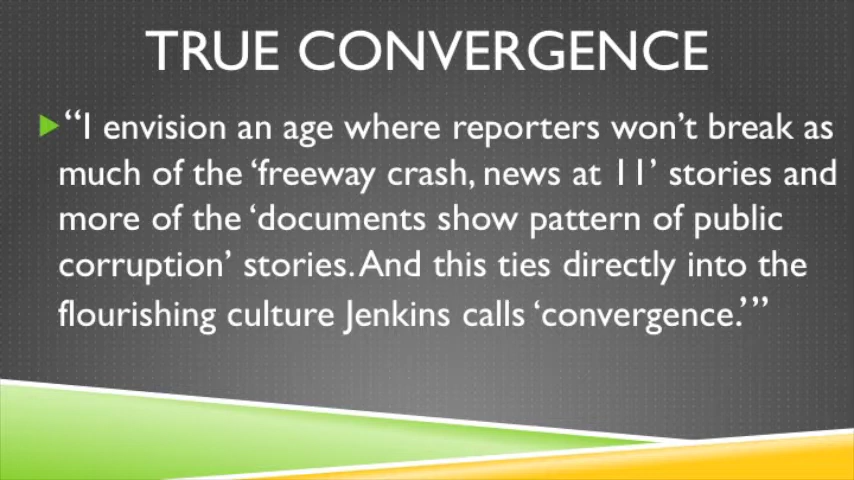 TRUE CONVERGENCE
“I envision an age where reporters won’t break as
much of the ‘freeway crash, news at 11’ stories and
more of the ‘documents show pattern of public
corruption’ stories. And this ties directly into the
flourishing culture Jenkins calls ‘convergence.’”